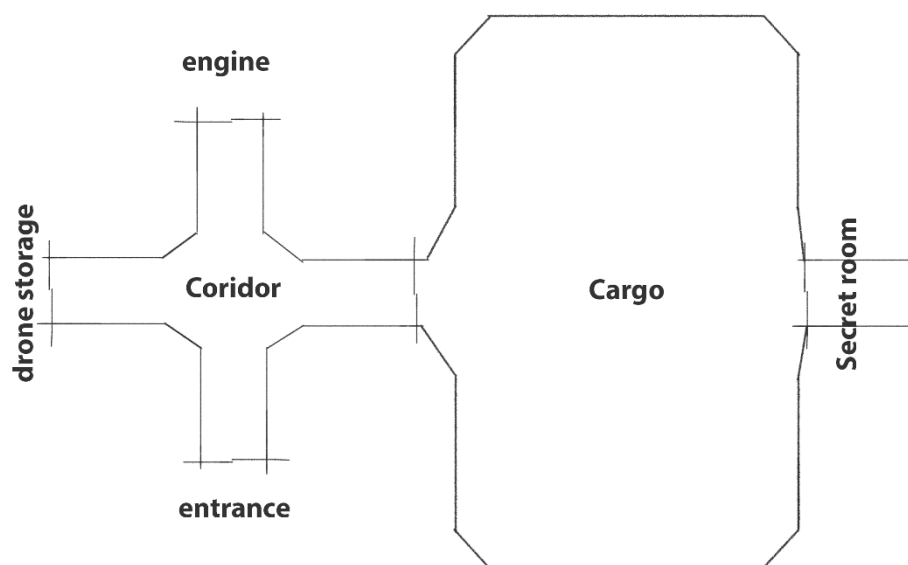 engine
drone storage
Coridor
Cargo
Secret room
entrance